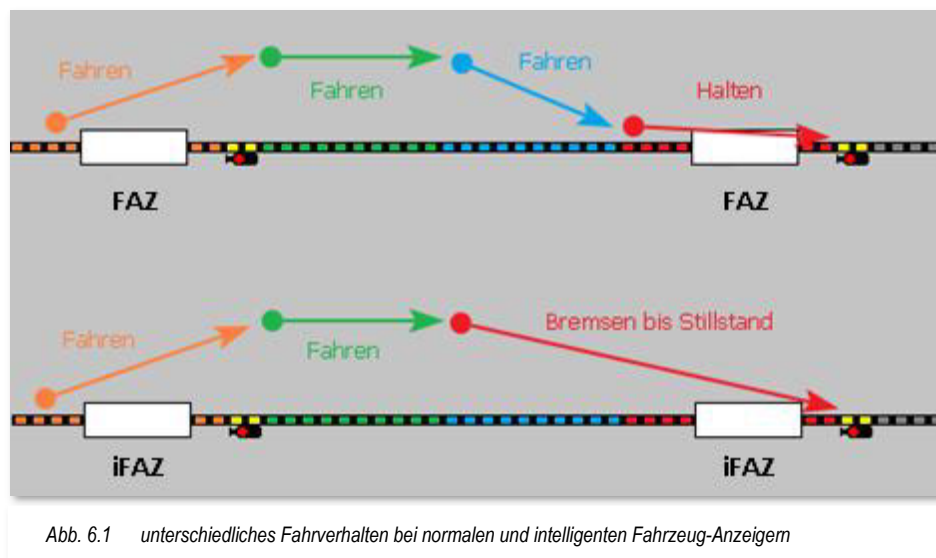 Fahren
Fahren
Fahren
Halten
FAZ
FAZ
Fahren
Fahren
Bremsen bis Stillstand
iFAZ
iFAZ
Abb. 6.1 unterschiedliches Fahrverhalten bei normalen und intelligenten Fahrzeug-Anzeigern